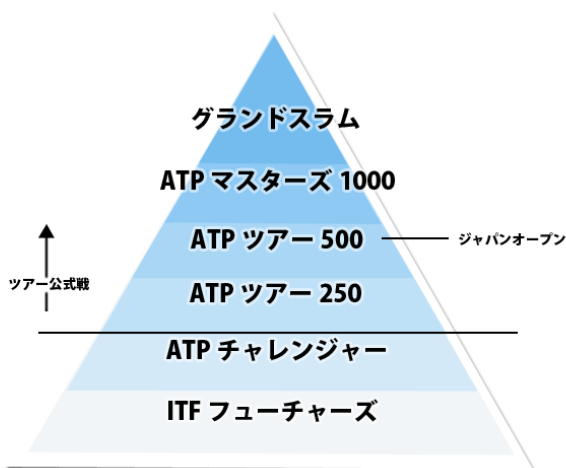 グランドスラム
ATP マスターズ 1000
ATP ツアー 500
ジャパンオープン
ツアー公式戦
ATP ツアー 250
ATP チャレンジャー
ITF フューチャーズ